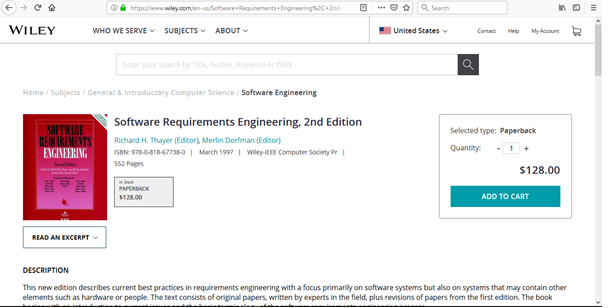 https://www.wiley.com/en-us/Software+Requirements+Engineering%2C+2nd-
Search
WILEY
WHO WE SERVE
SUBJECTS
ABOUT
United States
Contact
Help
My Account
Enter your search by Title, Author, Keyword or ISBN
Home / Subjects / General & Introductory Computer Science / Software Engineering
SOFTWARE
REQUIREMENTS
ENGINEERING
Second Edition
Software Requirements Engineering, 2nd Edition
Richard H. Thayer (Editor), Merlin Dorfman (Editor)
ISBN: 978-0-818-67738-0 | March 1997 | Wiley-IEEE Computer Society Pr |
552 Pages
In Stock
PAPERBACK
$128.00
Selected type: Paperback
Quantity: - 1 +
$128.00
ADD TO CART
READ AN EXCERPT
DESCRIPTION
This new edition describes current best practices in requirements engineering with a focus primarily on software systems but also on systems that may contain other
elements such as hardware or people. The text consists of original papers, written by experts in the field, plus revisions of papers from the first edition. The book